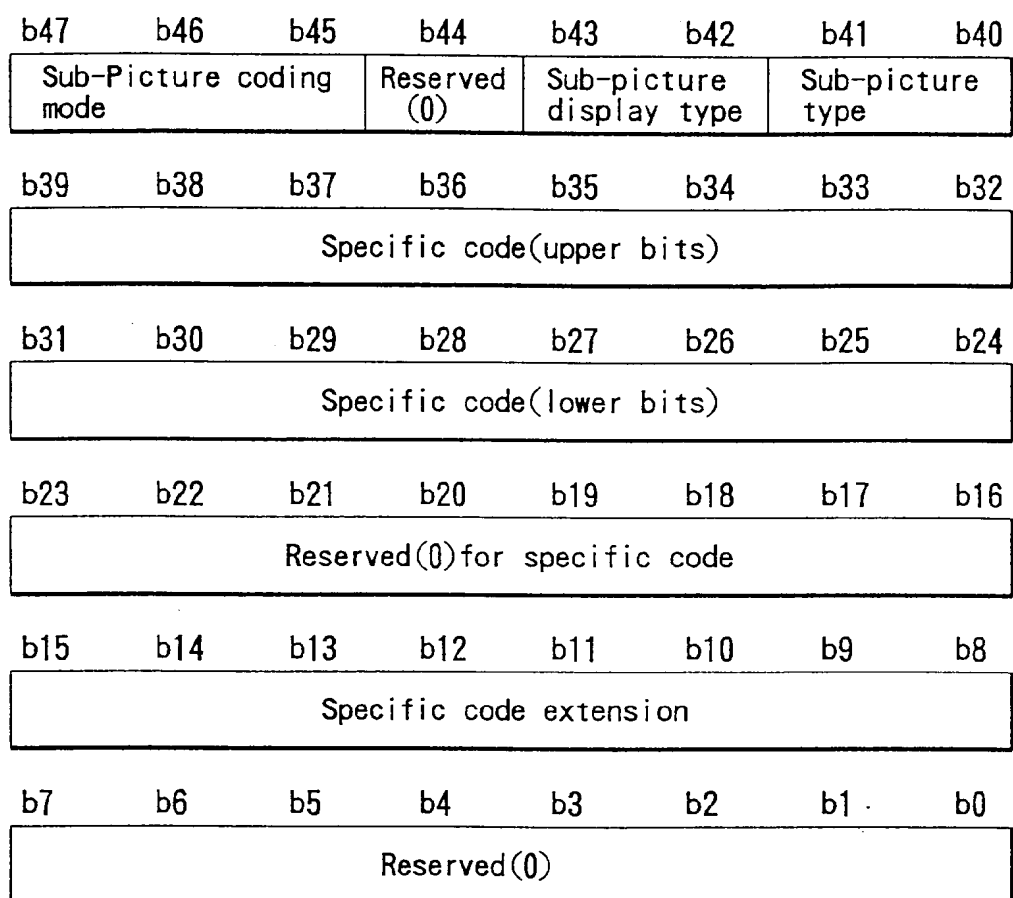 b47 b46 b45 b44 b43 b42 b41 b40
Sub-Picture coding Reserved Sub-picture Sub-picture
mode (0) display type type
b39 b38 b37 b36 b35 b34 b33 b32
Specific code(upper bits)
b31 b30 b29 b28 b27 b26 b25 b24
Specific code(lower bits)
b23 b22 b21 b20 b19 b18 b17 b16
Reserved(0)for specific code
b15 b14 b13 b12 b11 b10 b9 b8
Specific code extension
b7 b6 b5 b4 b3 b2 b1 b0
Reserved(0)